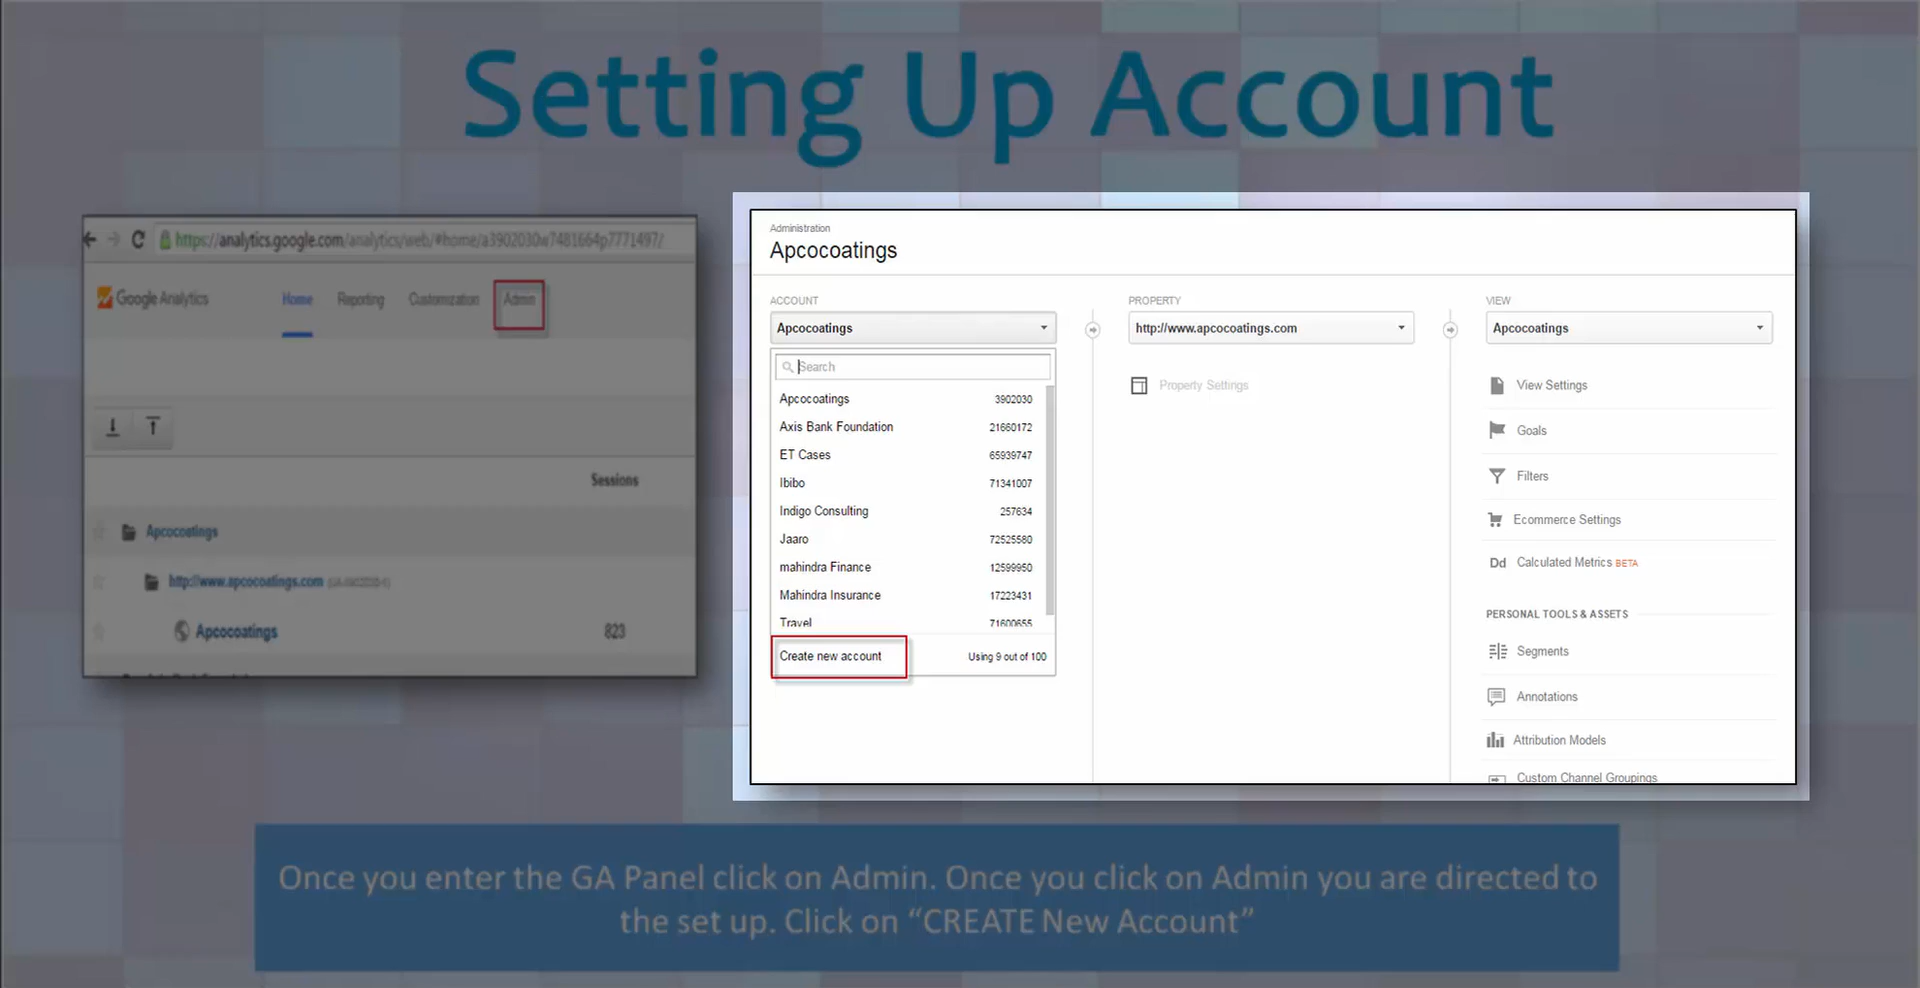 Setting Up Account
https://analytics.google.com/analytics/web/#home/a3902030w7481664p7771497/
Google Analytics
Home
Reporting
Customization
Admin
Sessions
Apcocoatings
http://www.apcocoatings.com
Apcocoatings
823
Administration
Apcocoatings
ACCOUNT
Apcocoatings
Search
Apcocoatings 3902030
Axis Bank Foundation 21660172
ET Cases 65939747
Ibibo 71341007
Indigo Consulting 257634
Jaaro 72525580
mahindra Finance 12599950
Mahindra Insurance 17223431
Travel 71600655
Create new account Using 9 out of 100
PROPERTY
http://www.apcocoatings.com
Property Settings
VIEW
Apcocoatings
View Settings
Goals
Filters
Ecommerce Settings
Dd Calculated Metrics BETA
PERSONAL TOOLS & ASSETS
Segments
Annotations
Attribution Models
Custom Channel Groupings
Once you enter the GA Panel click on Admin. Once you click on Admin you are directed to
the set up. Click on “CREATE New Account”